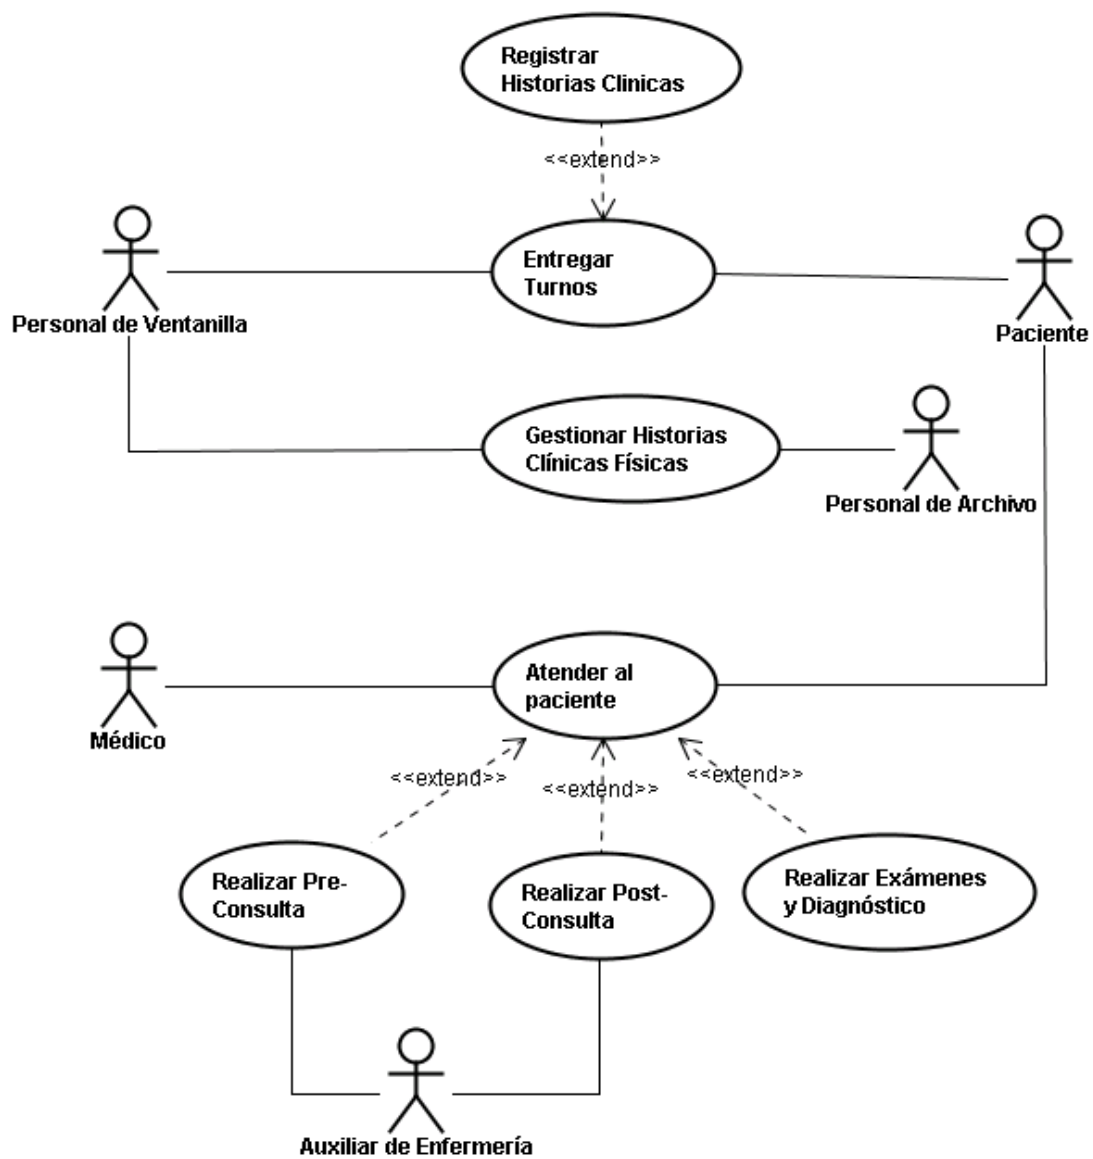 Registrar
Historias Clinicas
<<extend>>
Entregar
Turnos
Personal de Ventanilla
Paciente
Gestionar Historias
Clínicas Físicas
Personal de Archivo
Atender al
paciente
Médico
<<extend>>
<<extend>>
<<extend>>
Realizar Pre-
Consulta
Realizar Post-
Consulta
Realizar Exámenes
y Diagnóstico
Auxiliar de Enfermería